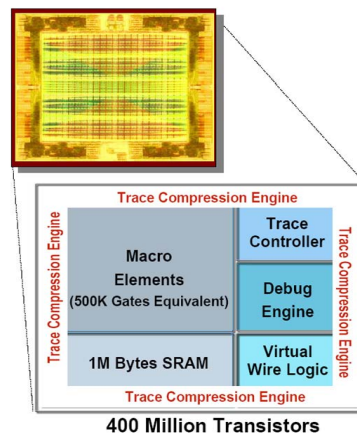 Trace Compression Engine
Trace Compression Engine
Macro
Elements
(500K Gates Equivalent)
Trace
Controller
Debug
Engine
Trace Compression Engine
1M Bytes SRAM
Virtual
Wire Logic
Trace Compression Engine
400 Million Transistors